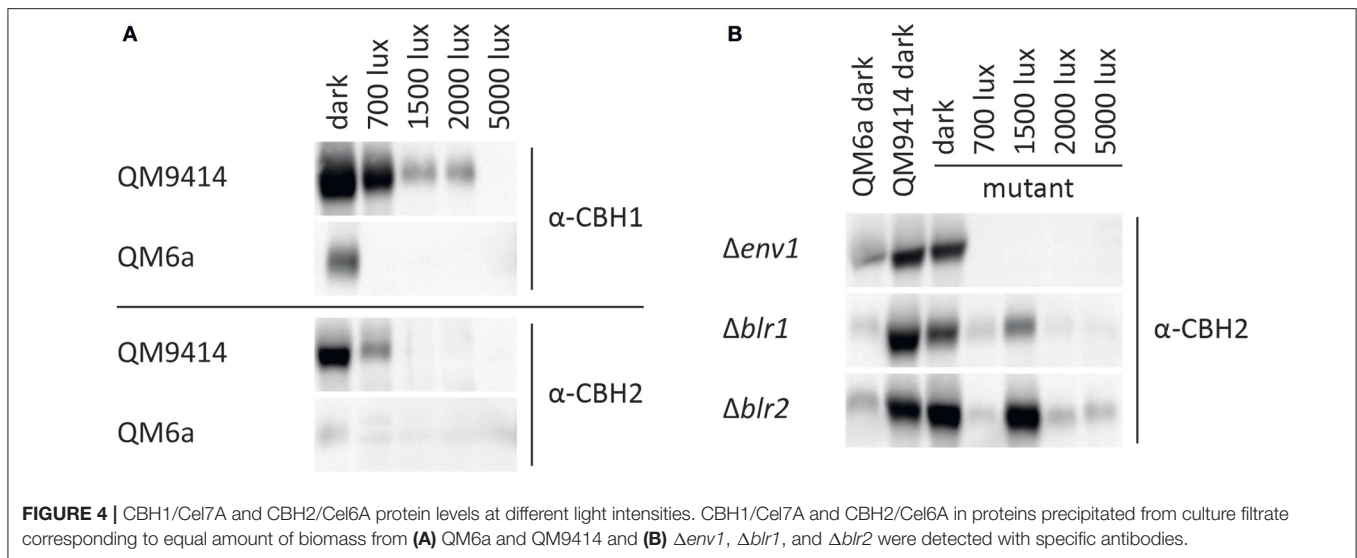 A
dark
700 lux
1500 lux
2000 lux
5000 lux
QM9414
QM6a
α-CBH1
QM9414
QM6a
α-CBH2
B
QM6a dark
QM9414 dark
dark
700 lux
1500 lux
2000 lux
5000 lux
mutant
Δenv1
Δblr1
Δblr2
α-CBH2
FIGURE 4 | CBH1/Cel7A and CBH2/Cel6A protein levels at different light intensities. CBH1/Cel7A and CBH2/Cel6A in proteins precipitated from culture filtrate
corresponding to equal amount of biomass from (A) QM6a and QM9414 and (B) Δenv1, Δblr1, and Δblr2 were detected with specific antibodies.